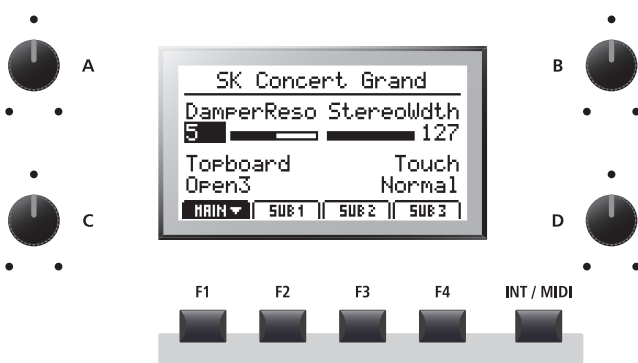 A
B
SK Concert Grand
DamperReso StereoWdth
5 127
Topboard Touch
Open3 Normal
MAIN SUB 1 SUB 2 SUB 3
C
D
F1 F2 F3 F4 INT / MIDI